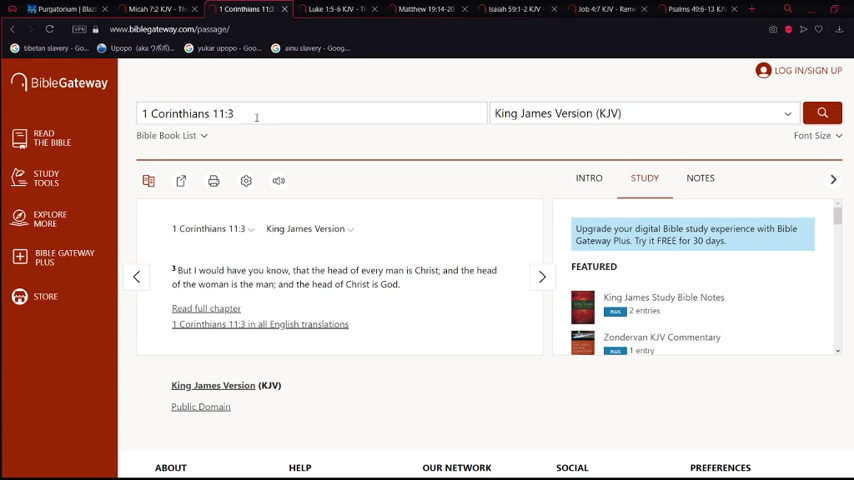 Purgatorium | Blazb
Micah 7:2 KJV - The
1 Corinthians 11:3
Luke 1:5-6 KJV - Th
Matthew 19:14-20
Isaiah 59:1-2 KJV -
Job 4:7 KJV - Reme
Psalms 49:6-13 KJV
VPN
www.biblegateway.com/passage/
tibetan slavery - Go...
Upopo (aka ウポポ)...
yukar upopo - Goo...
ainu slavery - Goog...
BibleGateway
LOG IN/SIGN UP
1 Corinthians 11:3
King James Version (KJV)
Bible Book List
Font Size
READ
THE BIBLE
STUDY
TOOLS
EXPLORE
MORE
BIBLE GATEWAY
PLUS
STORE
INTRO
STUDY
NOTES
1 Corinthians 11:3
King James Version
3 But I would have you know, that the head of every man is Christ; and the head
of the woman is the man; and the head of Christ is God.
Read full chapter
1 Corinthians 11:3 in all English translations
Upgrade your digital Bible study experience with Bible
Gateway Plus. Try it FREE for 30 days.
FEATURED
King James Study Bible Notes
PLUS 2 entries
Zondervan KJV Commentary
PLUS 1 entry
King James Version (KJV)
Public Domain
ABOUT
HELP
OUR NETWORK
SOCIAL
PREFERENCES